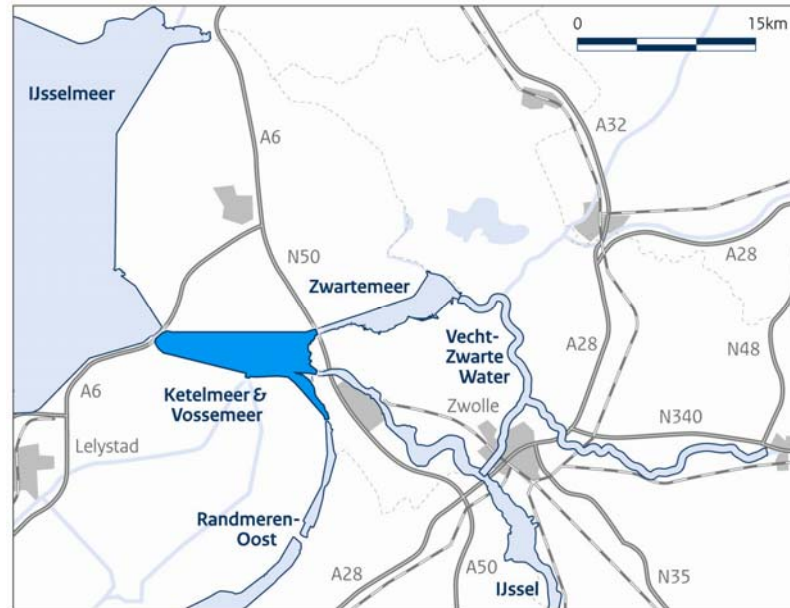 0 15km
IJsselmeer
A6
A32
N50
Zwartemeer
A28
Vecht-
Zwarte
Water
A28
N48
A6
Ketelmeer &
Vossemeer
Zwolle
N340
Lelystad
Randmeren-
Oost
A28
A50
IJssel
N35